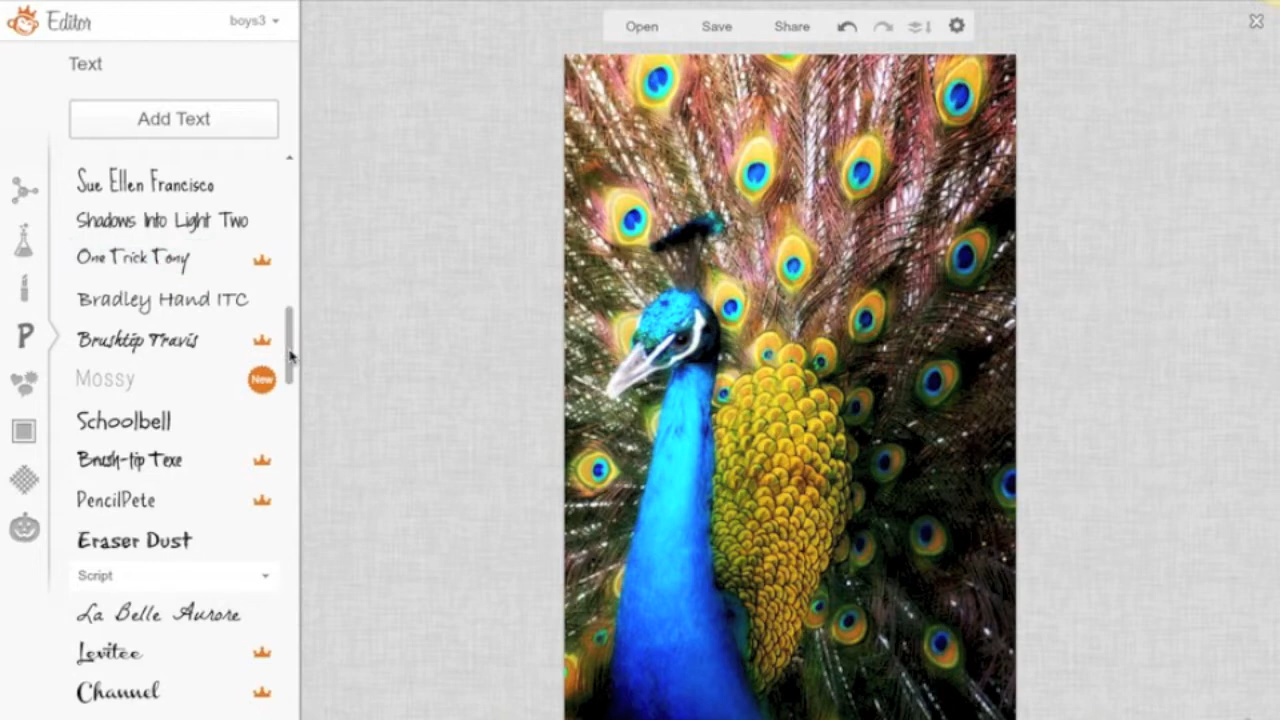 Editor
boys3
Open Save Share
Text
Add Text
Sue Ellen Francisco
Shadows Into Light Two
One Trick Tony
Bradley Hand ITC
Brushtip Travis
Mossy
New
Schoolbell
Brush-tip Texe
PencilPete
Eraser Dust
Script
La Belle Aurore
Levitee
Channel
P